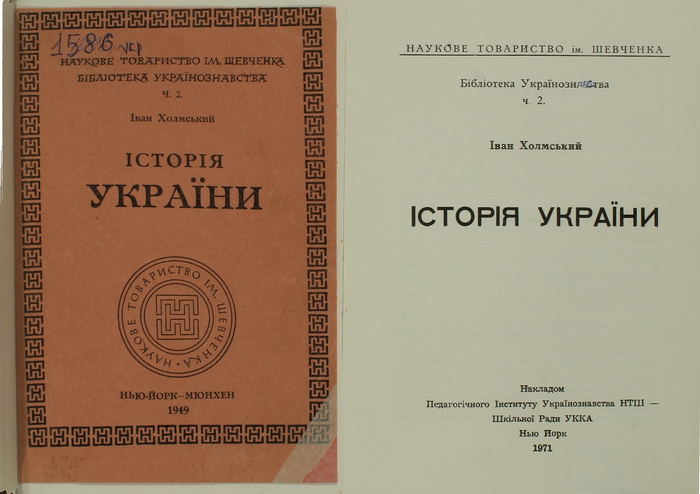 1586 укр
НАУКОВЕ ТОВАРИСТВО ІМ. ШЕВЧЕНКА
БІБЛІОТЕКА УКРАЇНОЗНАВСТВА
Ч. 2.
Іван Холмський
ІСТОРІЯ
УКРАЇНИ
НАУКОВЕ ТОВАРИСТВО ІМ. ШЕВЧЕНКА
НЬЮ-ЙОРК–МЮНХЕН
1949
НАУКОВЕ ТОВАРИСТВО ім. ШЕВЧЕНКА
Бібліотека Українознавства
ч. 2.
Іван Холмський
ІСТОРІЯ УКРАЇНИ
Накладом
Педагогічного Інституту Українознавства НТШ —
Шкільної Ради УККА
Нью Йорк
1971